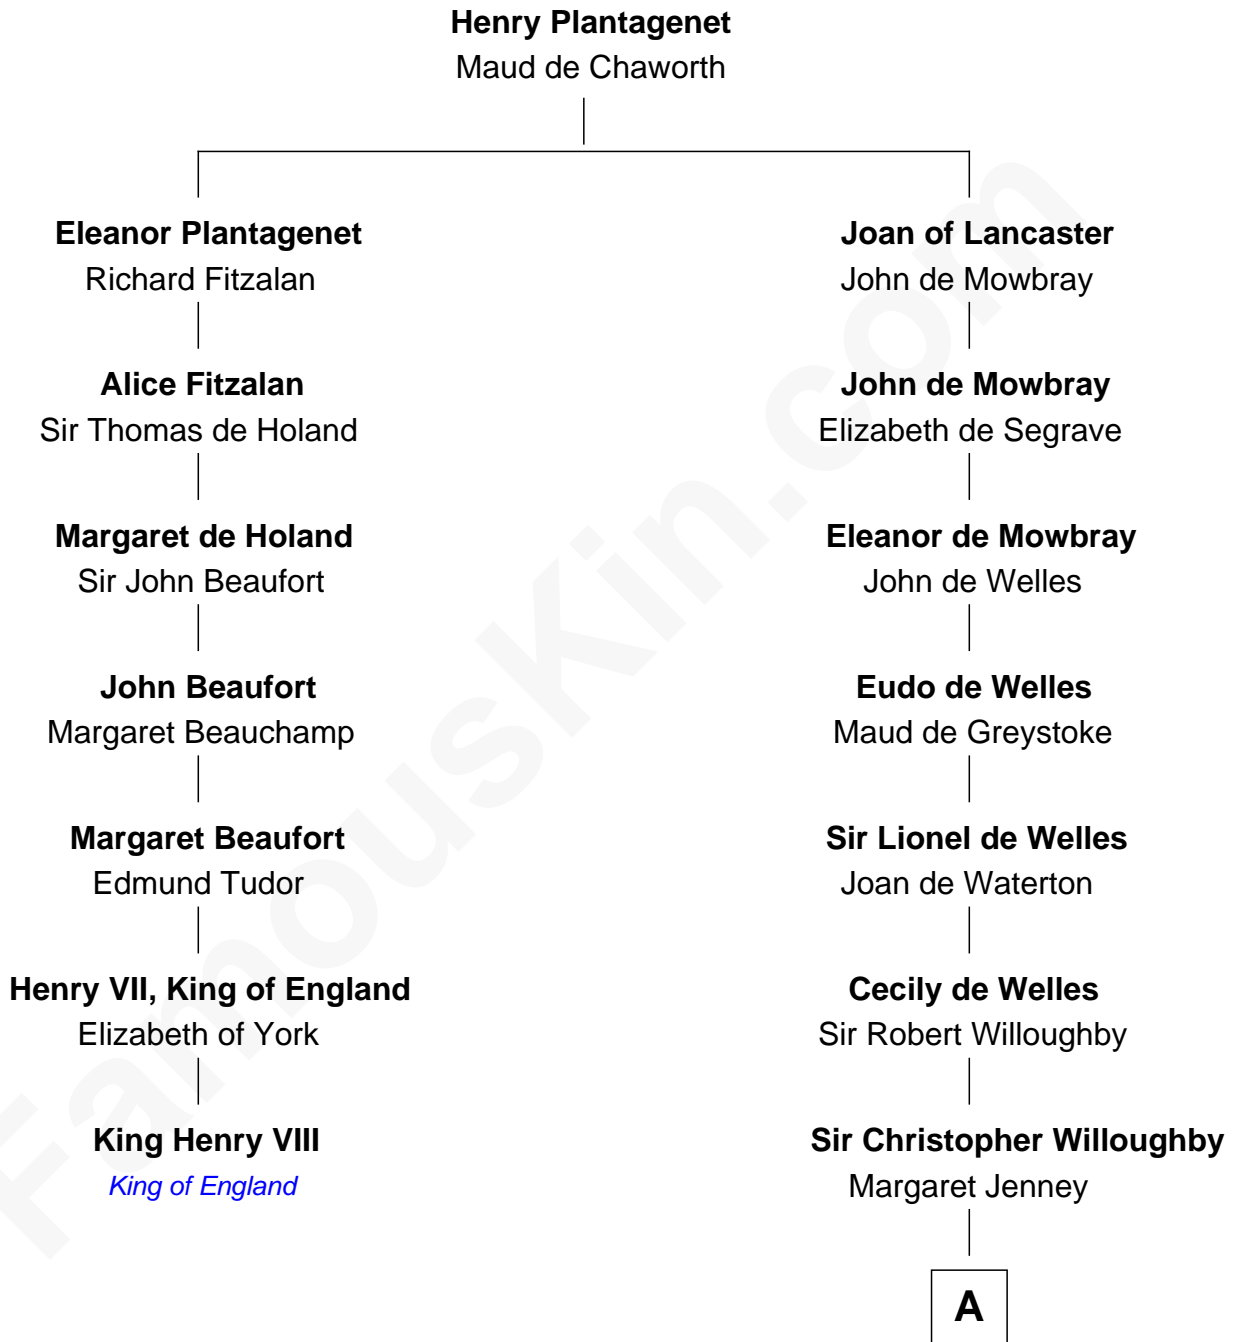 Henry Plantagenet
Maud de Chaworth
Eleanor Plantagenet
Richard Fitzalan
Joan of Lancaster
John de Mowbray
Alice Fitzalan
Sir Thomas de Holand
John de Mowbray
Elizabeth de Segrave
Margaret de Holand
Sir John Beaufort
Eleanor de Mowbray
John de Welles
John Beaufort
Margaret Beauchamp
Eudo de Welles
Maud de Greystoke
Margaret Beaufort
Edmund Tudor
Sir Lionel de Welles
Joan de Waterton
Henry VII, King of England
Elizabeth of York
Cecily de Welles
Sir Robert Willoughby
King Henry VIII
King of England
Sir Christopher Willoughby
Margaret Jenney
A
FamousKin.com